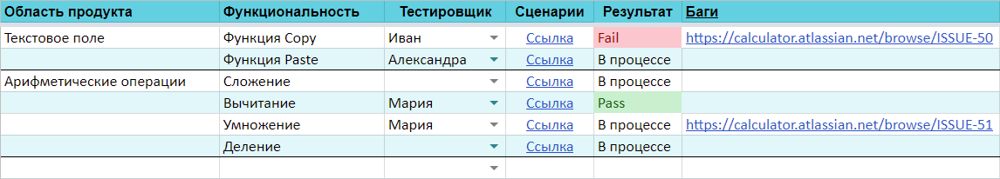 Область продукта Функциональность Тестировщик Сценарии Результат Баги
Текстовое поле Функция Copy Иван Ссылка Fail https://calculator.atlassian.net/browse/ISSUE-50
Функция Paste Александра Ссылка В процессе
Арифметические операции Сложение Ссылка В процессе
Вычитание Мария Ссылка Pass
Умножение Мария Ссылка В процессе https://calculator.atlassian.net/browse/ISSUE-51
Деление Ссылка В процессе